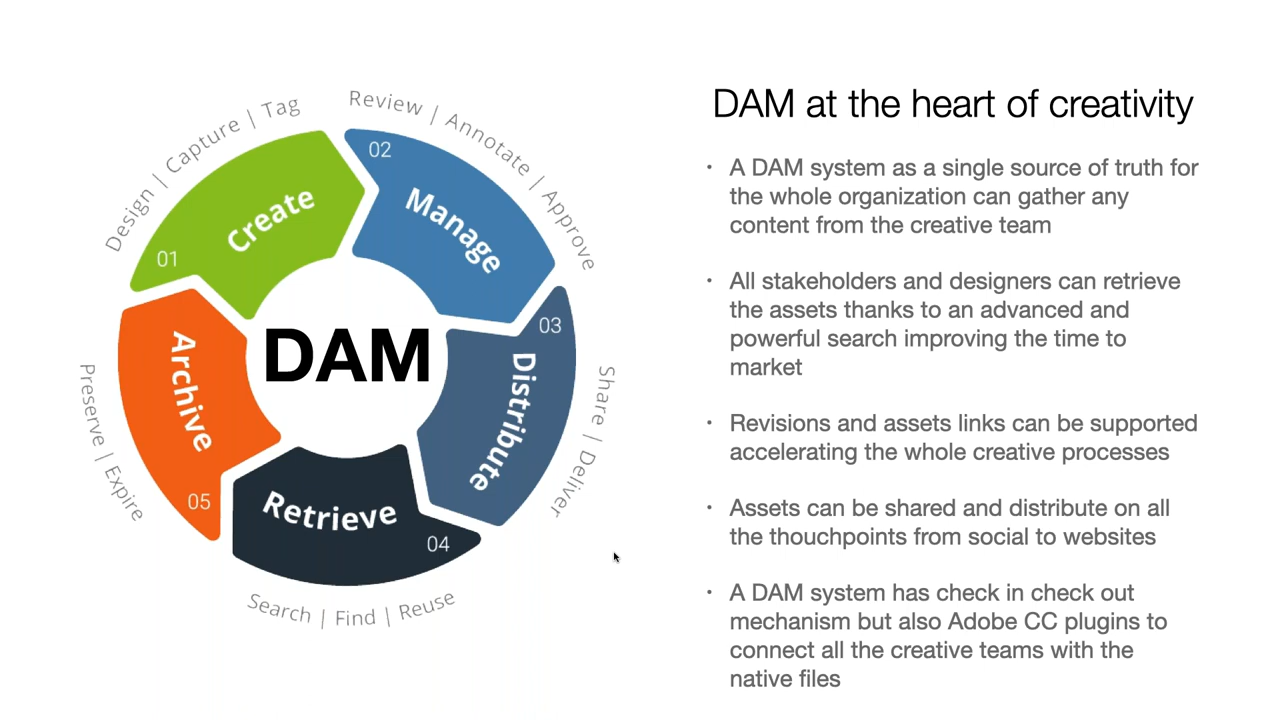 Design | Capture | Tag
Review | Annotate | Approve
02
Create
Manage
01
03
DAM
Archive
Distribute
Preserve | Expire
Share | Deliver
05
Retrieve
04
Search | Find | Reuse
DAM at the heart of creativity
• A DAM system as a single source of truth for
the whole organization can gather any
content from the creative team
• All stakeholders and designers can retrieve
the assets thanks to an advanced and
powerful search improving the time to
market
• Revisions and assets links can be supported
accelerating the whole creative processes
• Assets can be shared and distribute on all
the thouchpoints from social to websites
• A DAM system has check in check out
mechanism but also Adobe CC plugins to
connect all the creative teams with the
native files